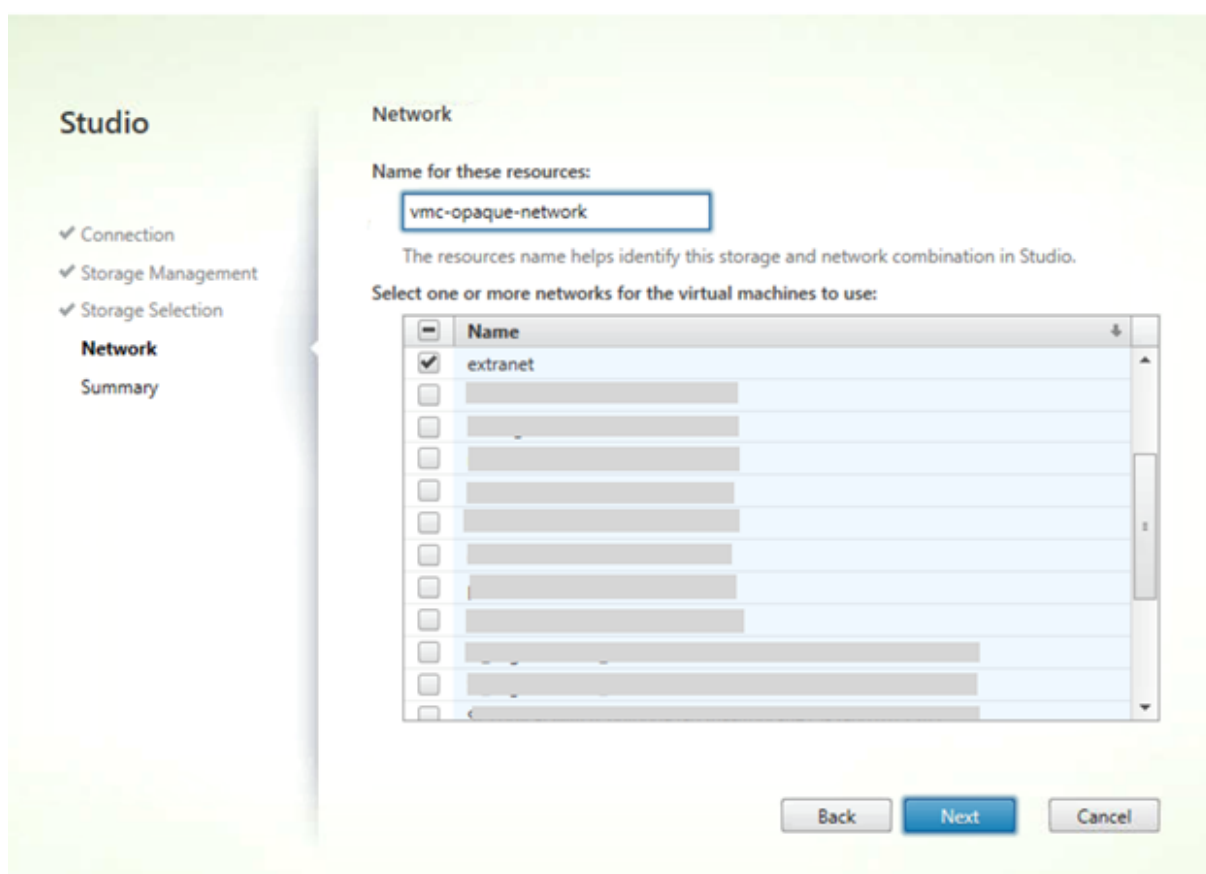 Studio
Connection
Storage Management
Storage Selection
Network
Summary
Network
Name for these resources:
vmc-opaque-network
The resources name helps identify this storage and network combination in Studio.
Select one or more networks for the virtual machines to use:
Name
extranet
Back
Next
Cancel